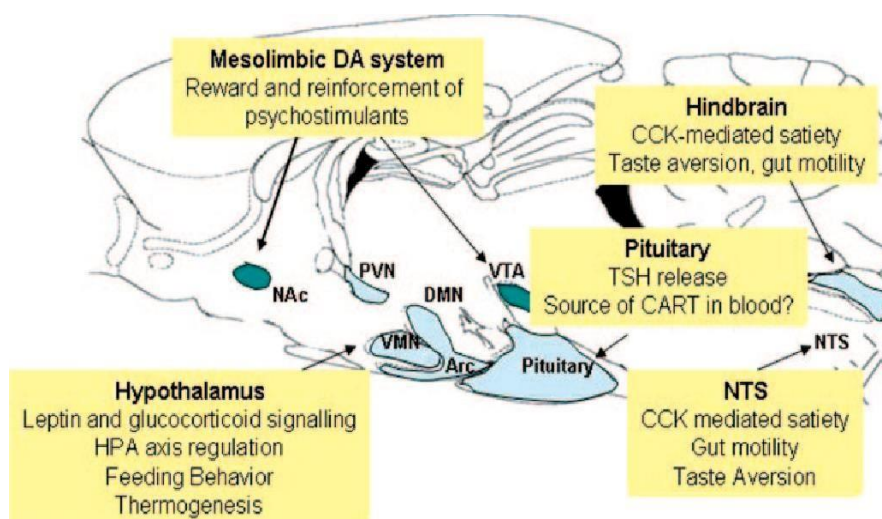 Mesolimbic DA system
Reward and reinforcement of
psychostimulants
Hindbrain
CCK-mediated satiety
Taste aversion, gut motility
Pituitary
TSH release
Source of CART in blood?
NAc
PVN
DMN
VTA
VMN
Arc
Pituitary
NTS
Hypothalamus
Leptin and glucocorticoid signalling
HPA axis regulation
Feeding Behavior
Thermogenesis
NTS
CCK mediated satiety
Gut motility
Taste Aversion